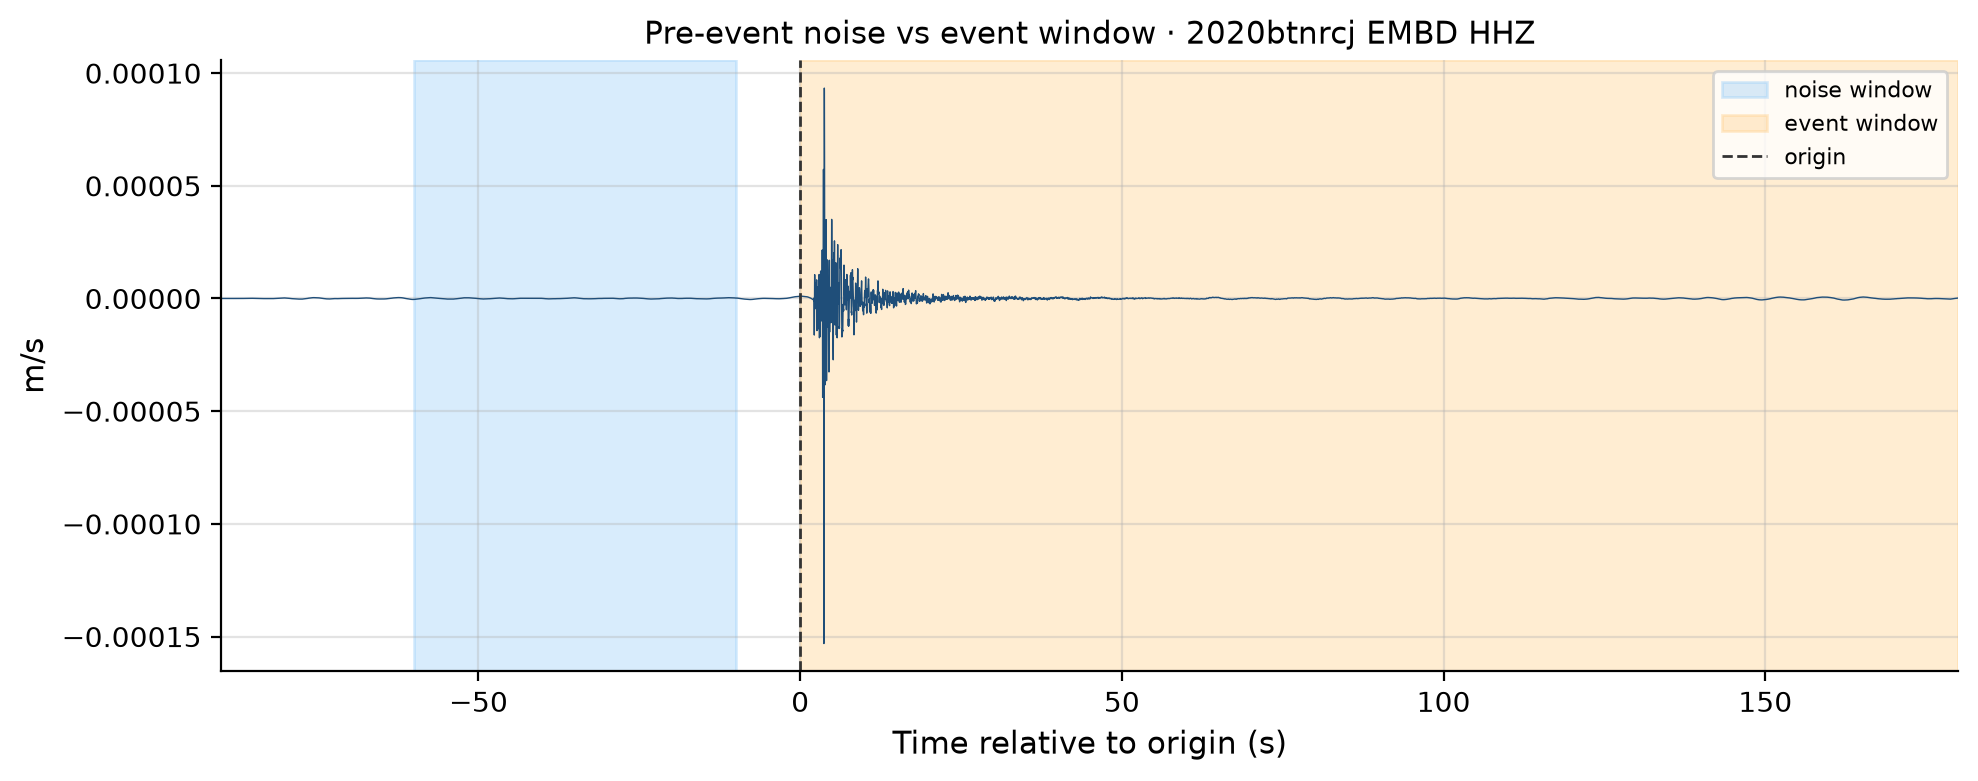 Pre-event noise vs event window · 2020btnrcj EMBD HHZ
0.00010
0.00005
0.00000
−0.00005
−0.00010
−0.00015
m/s
noise window
event window
origin
−50
0
50
100
150
Time relative to origin (s)